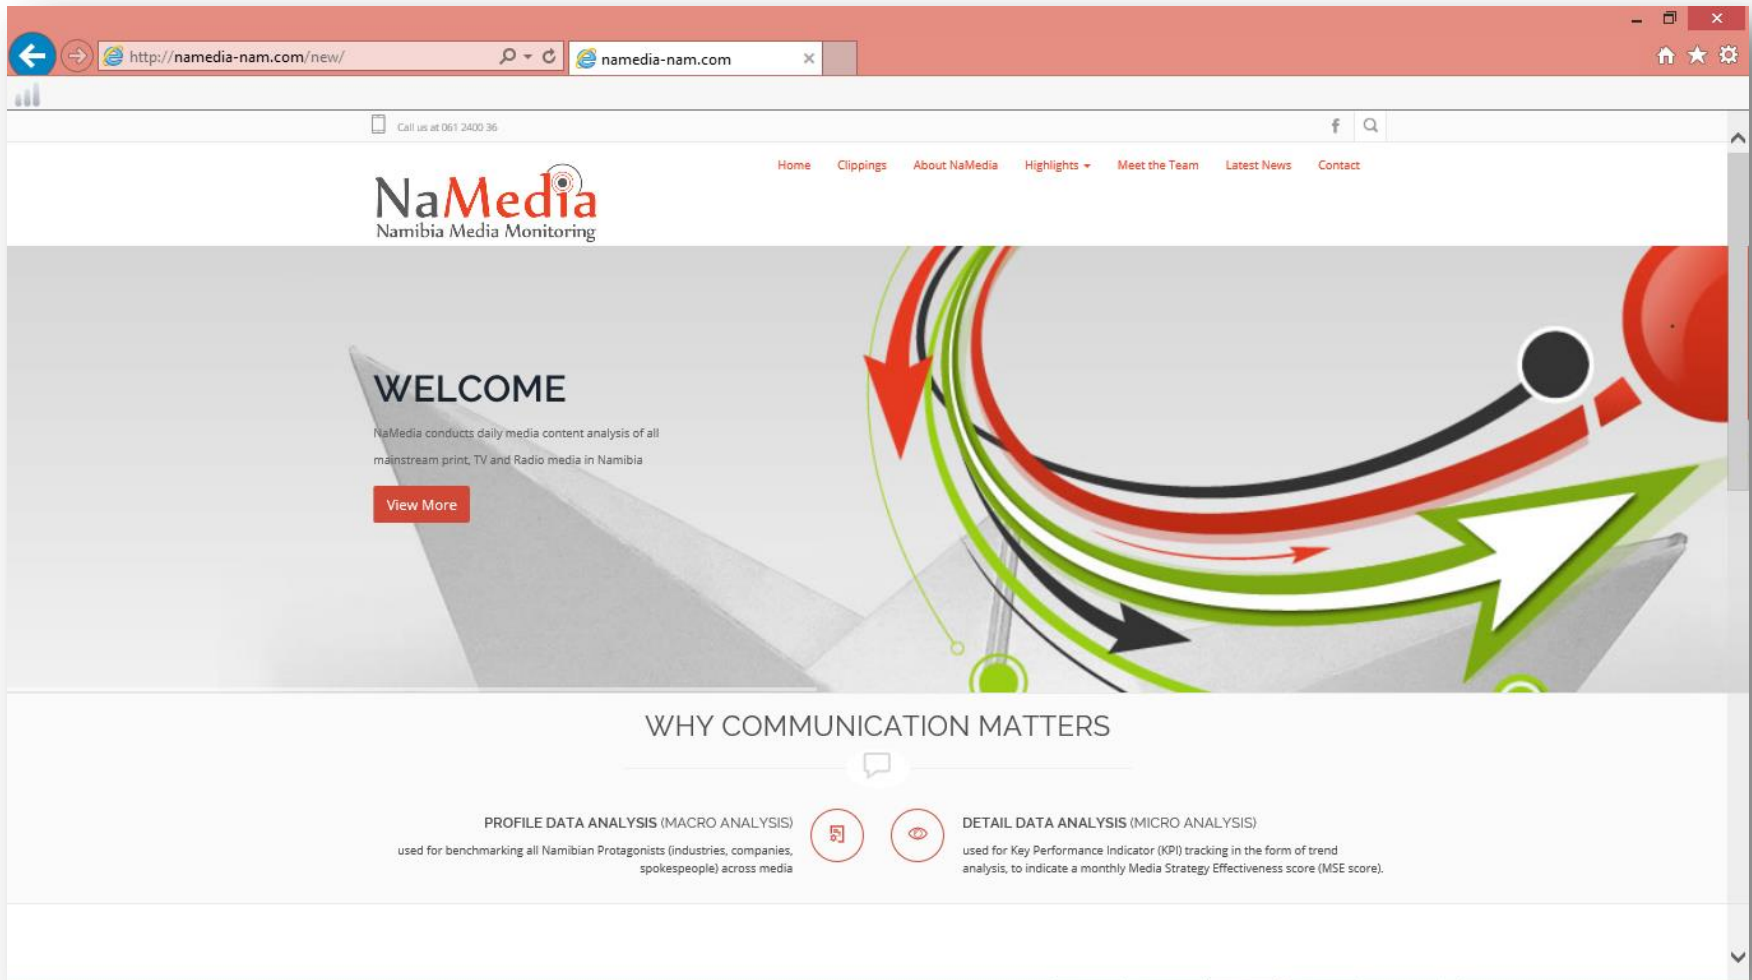 http://namedia-nam.com/new/
namedia-nam.com
Call us at 061 2400 36
Home Clippings About NaMedia Highlights Meet the Team Latest News Contact
NaMedia
Namibia Media Monitoring
WELCOME
NaMedia conducts daily media content analysis of all
mainstream print, TV and Radio media in Namibia
View More
WHY COMMUNICATION MATTERS
PROFILE DATA ANALYSIS (MACRO ANALYSIS)
used for benchmarking all Namibian Protagonists (industries, companies,
spokespeople) across media
DETAIL DATA ANALYSIS (MICRO ANALYSIS)
used for Key Performance Indicator (KPI) tracking in the form of trend
analysis, to indicate a monthly Media Strategy Effectiveness score (MSE score).